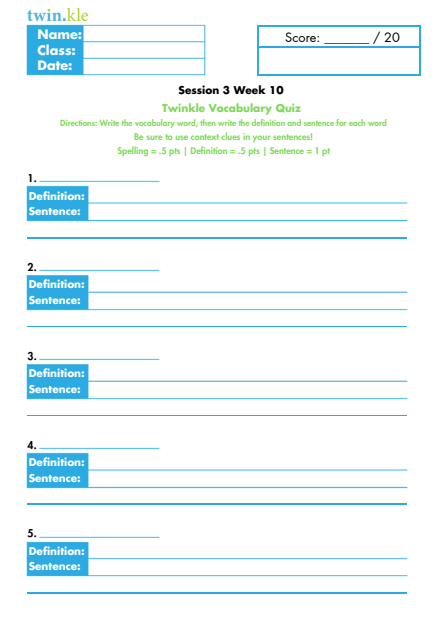 twin.kle
Name:
Class:
Date:
Score: ______ / 20
Session 3 Week 10
Twinkle Vocabulary Quiz
Directions: Write the vocabulary word, then write the definition and sentence for each word
Be sure to use context clues in your sentences!
Spelling = .5 pts | Definition = .5 pts | Sentence = 1 pt
1.
Definition:
Sentence:
2.
Definition:
Sentence:
3.
Definition:
Sentence:
4.
Definition:
Sentence:
5.
Definition:
Sentence: